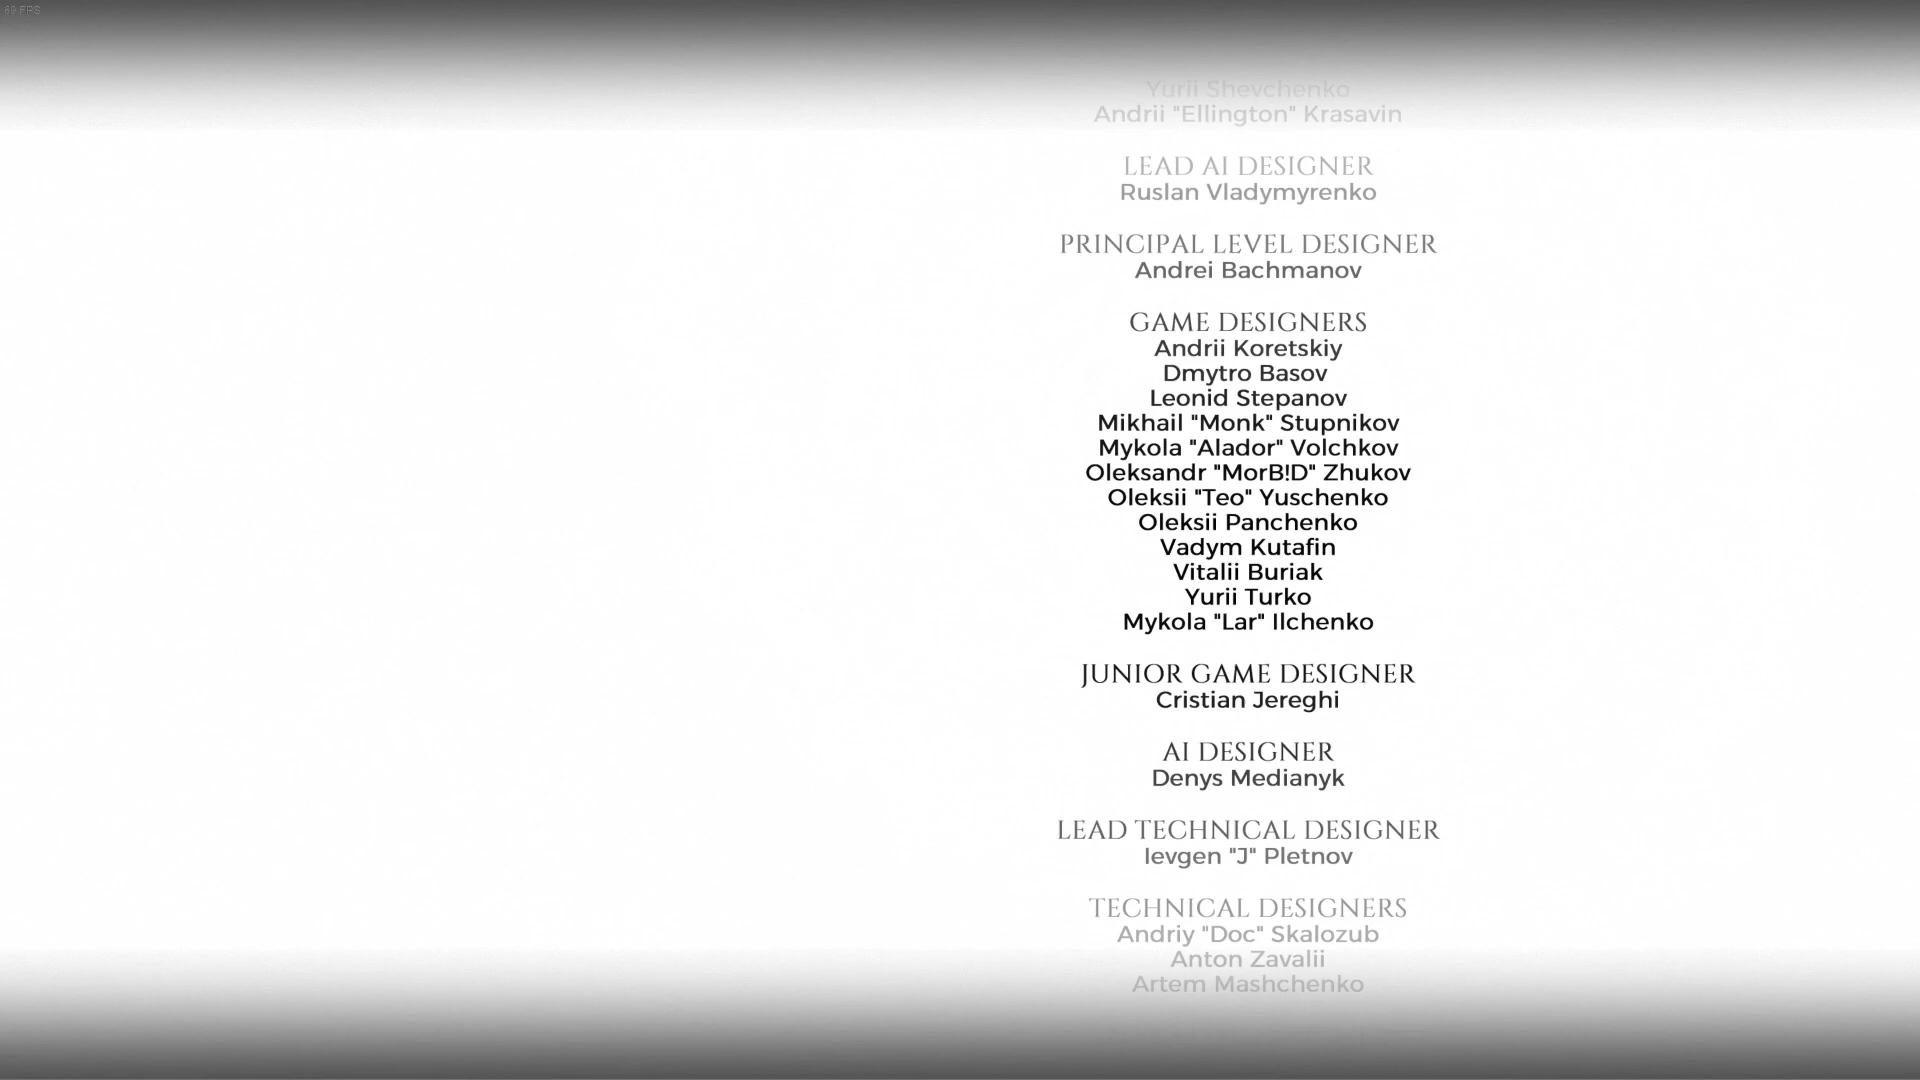 69 FPS
Yurii Shevchenko
Andrii "Ellington" Krasavin
LEAD AI DESIGNER
Ruslan Vladymyrenko
PRINCIPAL LEVEL DESIGNER
Andrei Bachmanov
GAME DESIGNERS
Andrii Koretskiy
Dmytro Basov
Leonid Stepanov
Mikhail "Monk" Stupnikov
Mykola "Alador" Volchkov
Oleksandr "MorB!D" Zhukov
Oleksii "Teo" Yuschenko
Oleksii Panchenko
Vadym Kutafin
Vitalii Buriak
Yurii Turko
Mykola "Lar" Ilchenko
JUNIOR GAME DESIGNER
Cristian Jereghi
AI DESIGNER
Denys Medianyk
LEAD TECHNICAL DESIGNER
Ievgen "J" Pletnov
TECHNICAL DESIGNERS
Andriy "Doc" Skalozub
Anton Zavalii
Artem Mashchenko